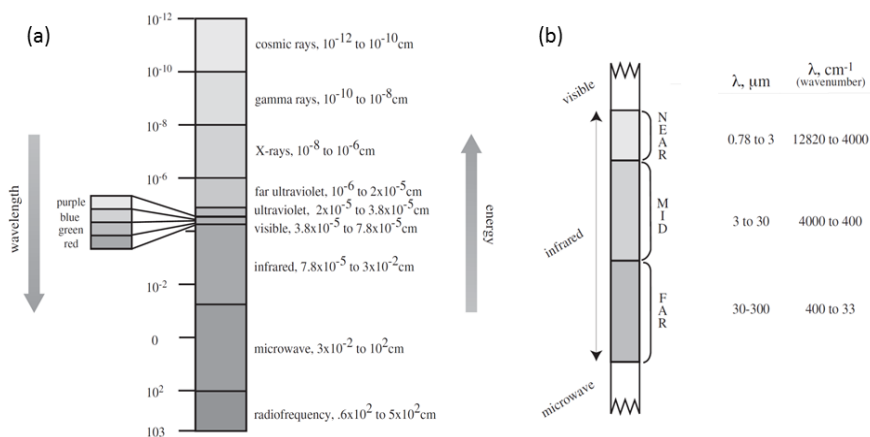 (a)
10⁻¹²
10⁻¹⁰
10⁻⁸
10⁻⁶
10⁻²
0
10²
103
wavelength
purple
blue
green
red
cosmic rays, 10⁻¹² to 10⁻¹⁰cm
gamma rays, 10⁻¹⁰ to 10⁻⁸cm
X-rays, 10⁻⁸ to 10⁻⁶cm
far ultraviolet, 10⁻⁶ to 2x10⁻⁵cm
ultraviolet, 2x10⁻⁵ to 3.8x10⁻⁵cm
visible, 3.8x10⁻⁵ to 7.8x10⁻⁵cm
infrared, 7.8x10⁻⁵ to 3x10⁻²cm
microwave, 3x10⁻² to 10²cm
radiofrequency, .6x10² to 5x10²cm
energy
(b)
visible
infrared
microwave
NEAR
MID
FAR
λ, µm
λ, cm⁻¹
(wavenumber)
0.78 to 3 12820 to 4000
3 to 30 4000 to 400
30-300 400 to 33